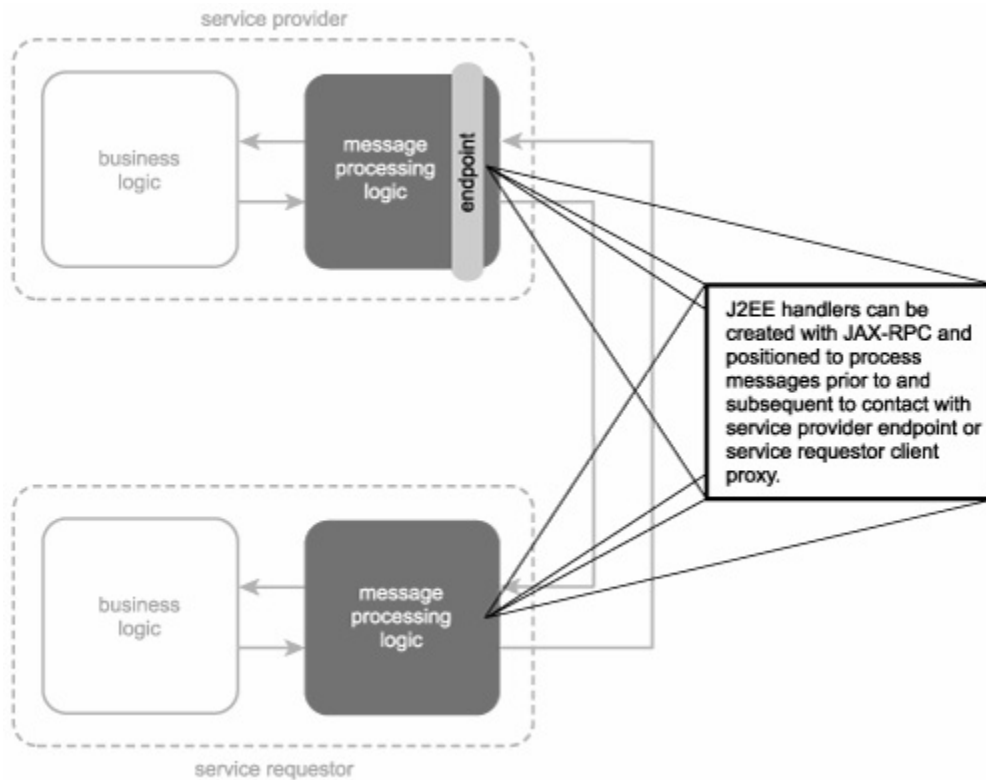 service provider
business
logic
message
processing
logic
endpoint
J2EE handlers can be
created with JAX-RPC and
positioned to process
messages prior to and
subsequent to contact with
service provider endpoint or
service requestor client
proxy.
business
logic
message
processing
logic
service requestor